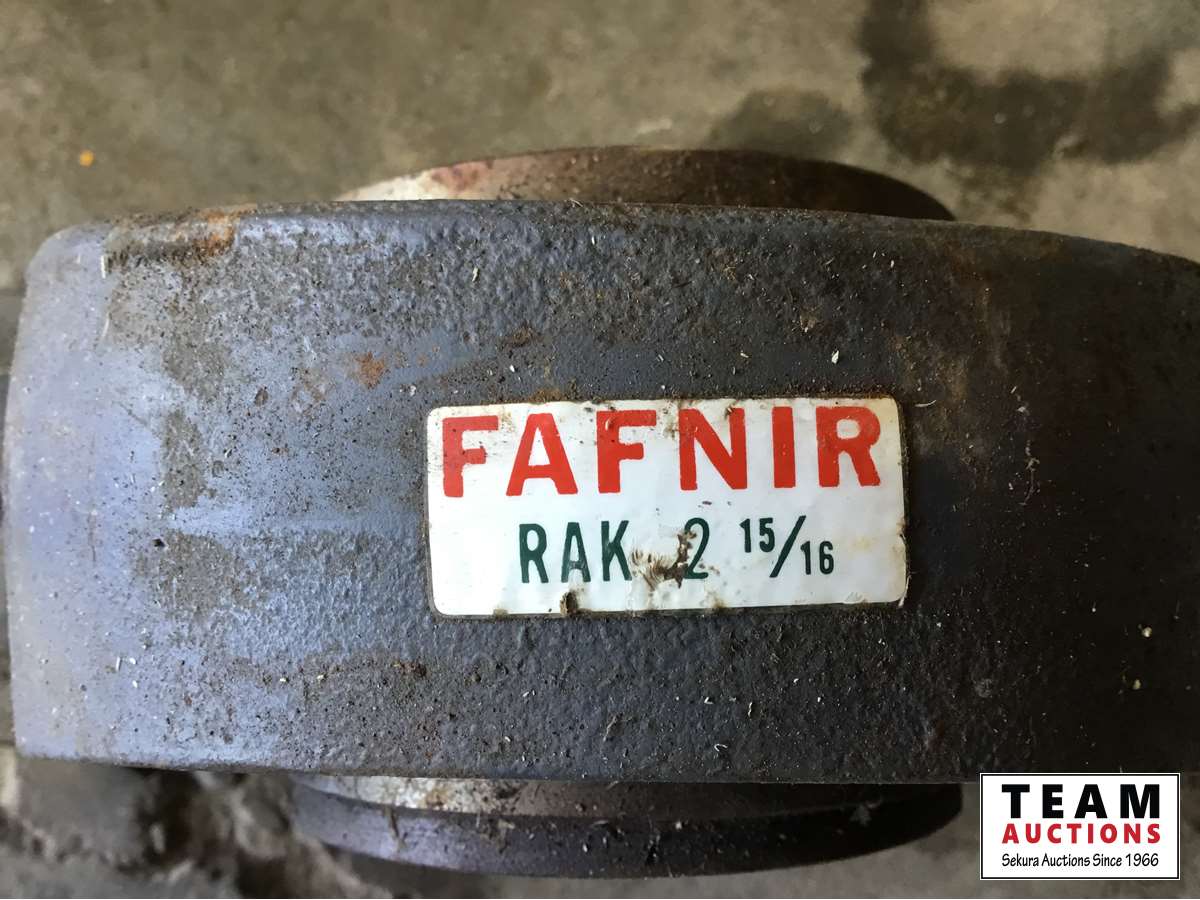 FAFNIR
RAK 2 15/16
TEAM
AUCTIONS
Sekura Auctions Since 1966